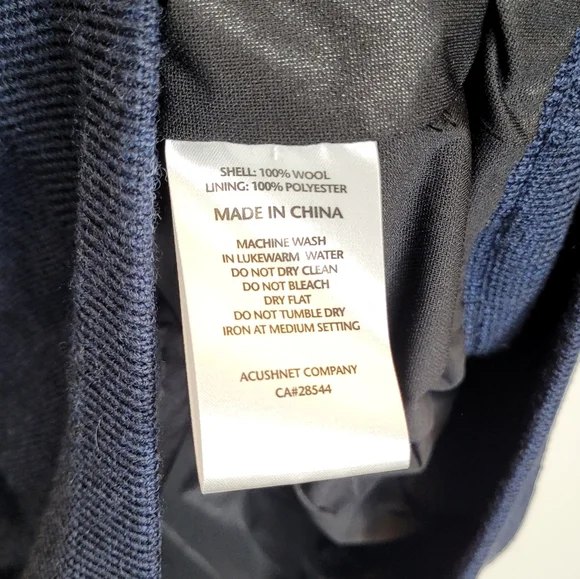 SHELL: 100% WOOL
LINING: 100% POLYESTER
MADE IN CHINA
MACHINE WASH
IN LUKEWARM WATER
DO NOT DRY CLEAN
DO NOT BLEACH
DRY FLAT
DO NOT TUMBLE DRY
IRON AT MEDIUM SETTING
ACUSHNET COMPANY
CA#28544